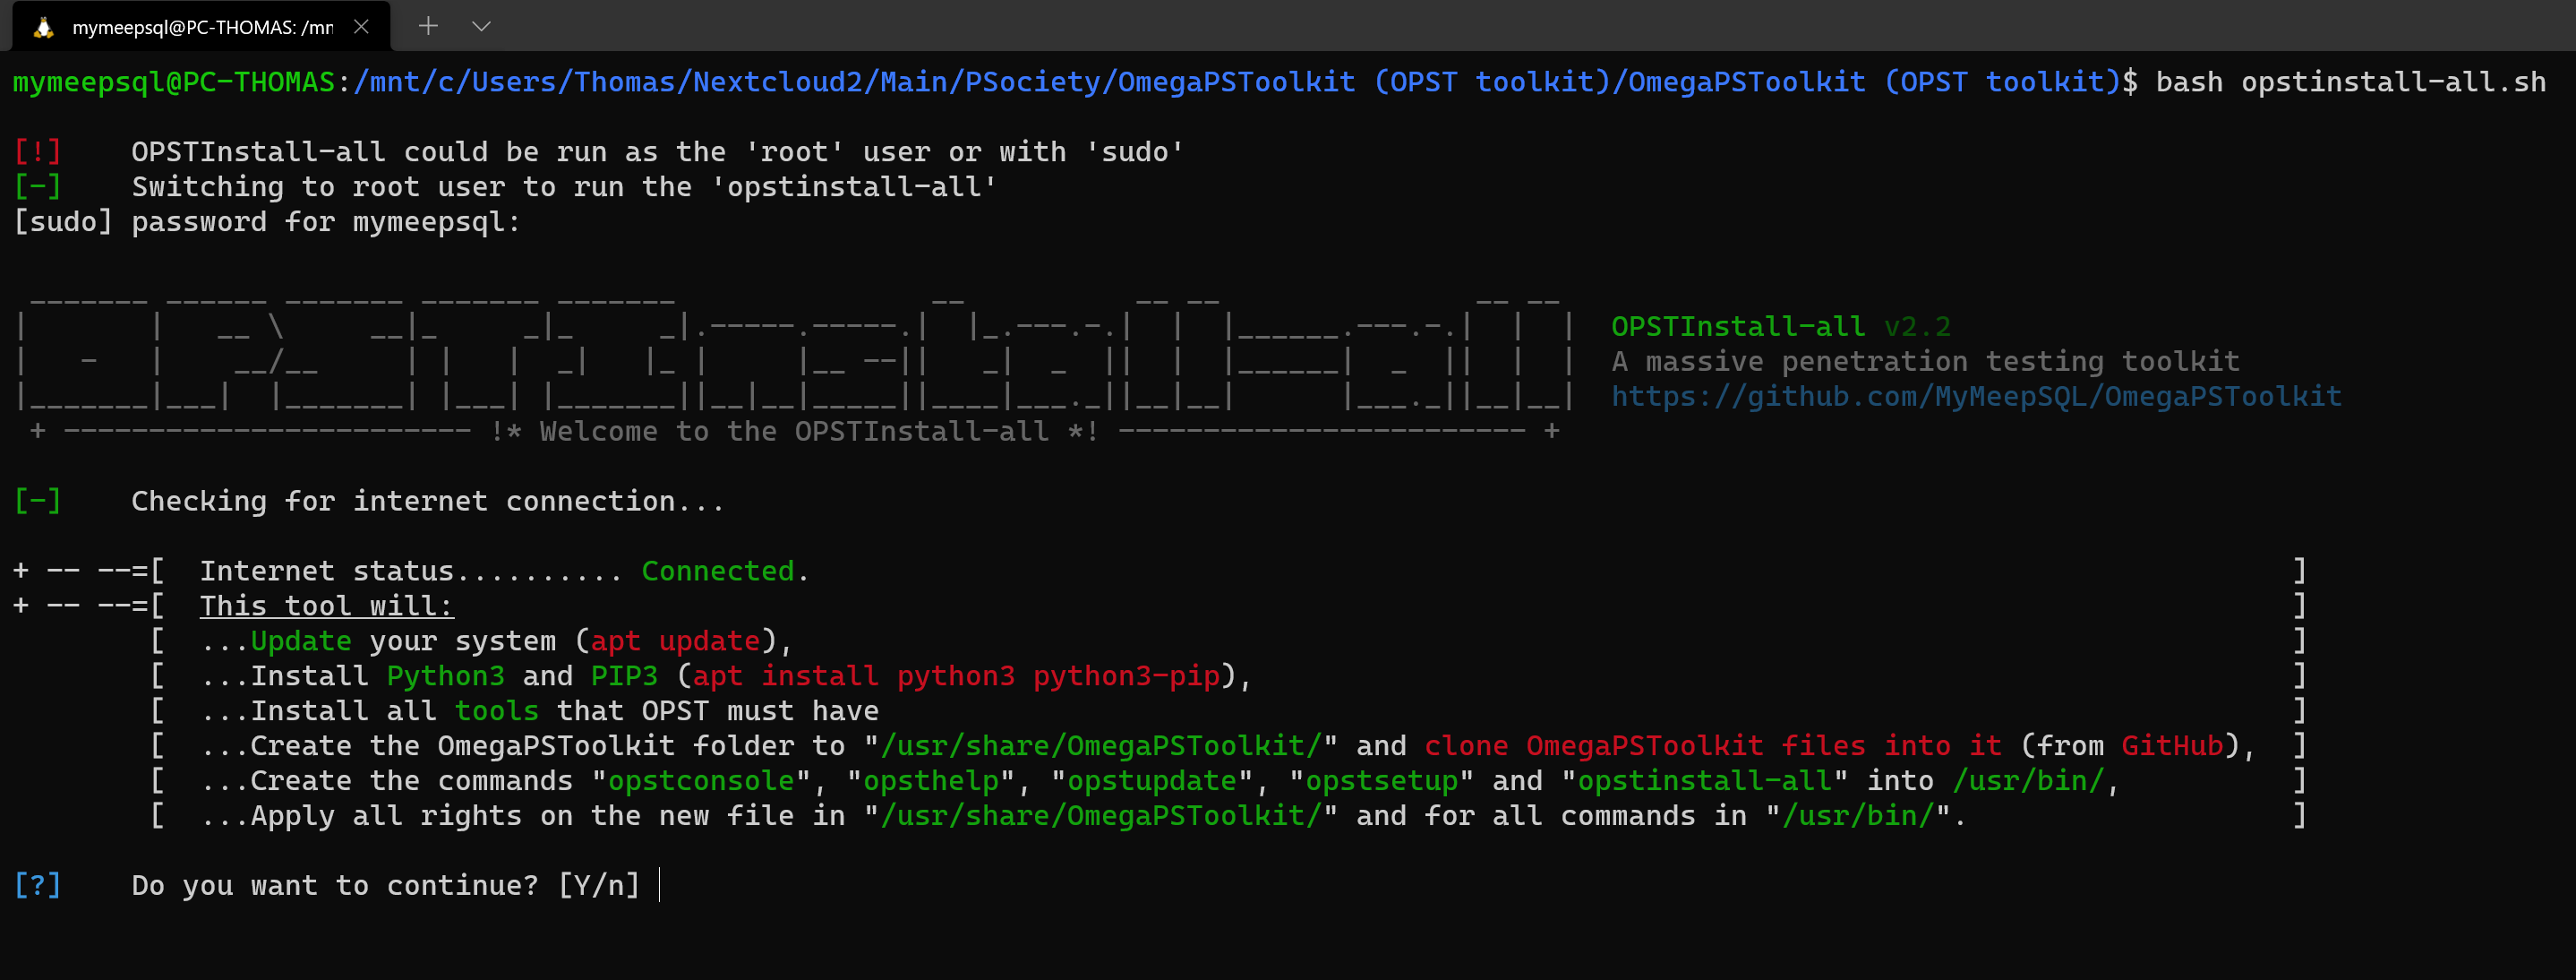 mymeepsql@PC-THOMAS: /mn
mymeepsql@PC-THOMAS:/mnt/c/Users/Thomas/Nextcloud2/Main/PSociety/OmegaPSToolkit (OPST toolkit)/OmegaPSToolkit (OPST toolkit)$ bash opstinstall-all.sh
[!] OPSTInstall-all could be run as the 'root' user or with 'sudo'
[-] Switching to root user to run the 'opstinstall-all'
[sudo] password for mymeepsql:
OPSTInstall-all
OPSTInstall-all v2.2
A massive penetration testing toolkit
https://github.com/MyMeepSQL/OmegaPSToolkit
+ ------------------------ !* Welcome to the OPSTInstall-all *! ------------------------ +
[-] Checking for internet connection...
+ -- --=[ Internet status.......... Connected. ]
+ -- --=[ This tool will: ]
[ ...Update your system (apt update), ]
[ ...Install Python3 and PIP3 (apt install python3 python3-pip), ]
[ ...Install all tools that OPST must have ]
[ ...Create the OmegaPSToolkit folder to "/usr/share/OmegaPSToolkit/" and clone OmegaPSToolkit files into it (from GitHub), ]
[ ...Create the commands "opstconsole", "opsthelp", "opstupdate", "opstsetup" and "opstinstall-all" into /usr/bin/, ]
[ ...Apply all rights on the new file in "/usr/share/OmegaPSToolkit/" and for all commands in "/usr/bin/". ]
[?] Do you want to continue? [Y/n]